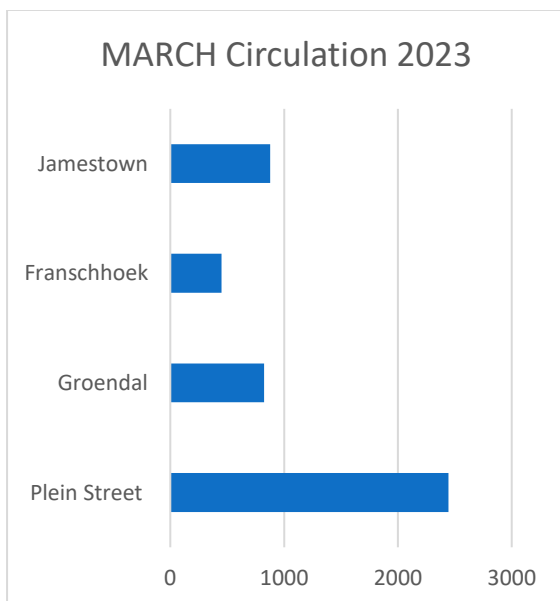 MARCH Circulation 2023
Jamestown
Franschhoek
Groendal
Plein Street
0 1000 2000 3000